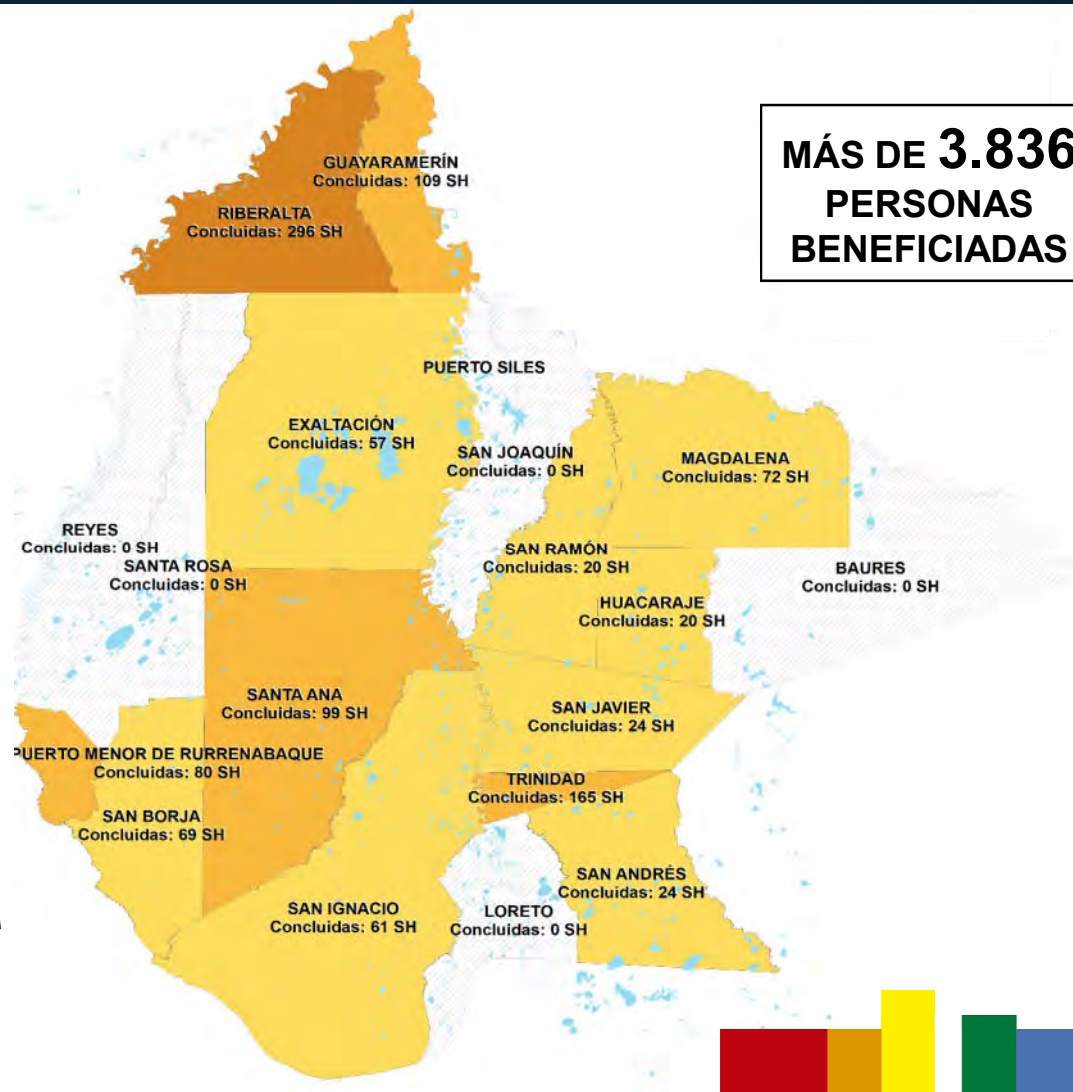 MÁS DE 3.836
PERSONAS
BENEFICIADAS
GUAYARAMERÍN
Concluidas: 109 SH
RIBERALTA
Concluidas: 296 SH
PUERTO SILES
EXALTACIÓN
Concluidas: 57 SH
SAN JOAQUÍN
Concluidas: 0 SH
MAGDALENA
Concluidas: 72 SH
REYES
Concluidas: 0 SH
SANTA ROSA
Concluidas: 0 SH
SAN RAMÓN
Concluidas: 20 SH
BAURES
Concluidas: 0 SH
HUACARAJE
Concluidas: 20 SH
SANTA ANA
Concluidas: 99 SH
SAN JAVIER
Concluidas: 24 SH
PUERTO MENOR DE RURRENABAQUE
Concluidas: 80 SH
TRINIDAD
Concluidas: 165 SH
SAN BORJA
Concluidas: 69 SH
SAN ANDRÉS
Concluidas: 24 SH
SAN IGNACIO
Concluidas: 61 SH
LORETO
Concluidas: 0 SH